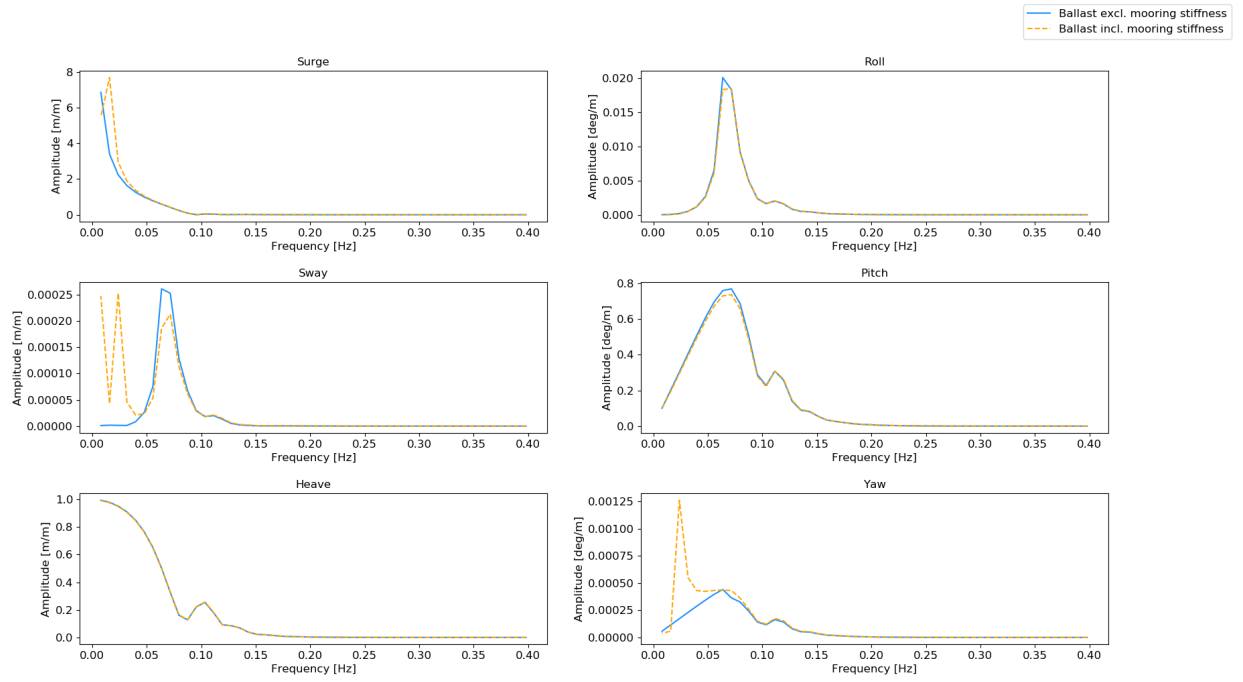 Ballast excl. mooring stiffness
Ballast incl. mooring stiffness
Surge
Amplitude [m/m]
8
6
4
2
0
0.00 0.05 0.10 0.15 0.20 0.25 0.30 0.35 0.40
Frequency [Hz]
Roll
Amplitude [deg/m]
0.020
0.015
0.010
0.005
0.000
0.00 0.05 0.10 0.15 0.20 0.25 0.30 0.35 0.40
Frequency [Hz]
Sway
Amplitude [m/m]
0.00025
0.00020
0.00015
0.00010
0.00005
0.00000
0.00 0.05 0.10 0.15 0.20 0.25 0.30 0.35 0.40
Frequency [Hz]
Pitch
Amplitude [deg/m]
0.8
0.6
0.4
0.2
0.0
0.00 0.05 0.10 0.15 0.20 0.25 0.30 0.35 0.40
Frequency [Hz]
Heave
Amplitude [m/m]
1.0
0.8
0.6
0.4
0.2
0.0
0.00 0.05 0.10 0.15 0.20 0.25 0.30 0.35 0.40
Frequency [Hz]
Yaw
Amplitude [deg/m]
0.00125
0.00100
0.00075
0.00050
0.00025
0.00000
0.00 0.05 0.10 0.15 0.20 0.25 0.30 0.35 0.40
Frequency [Hz]